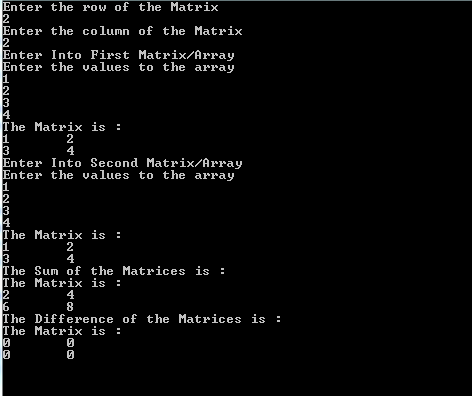 Enter the row of the Matrix
2
Enter the column of the Matrix
2
Enter Into First Matrix/Array
Enter the values to the array
1
2
3
4
The Matrix is :
1 2
3 4
Enter Into Second Matrix/Array
Enter the values to the array
1
2
3
4
The Matrix is :
1 2
3 4
The Sum of the Matrices is :
The Matrix is :
2 4
6 8
The Difference of the Matrices is :
The Matrix is :
0 0
0 0